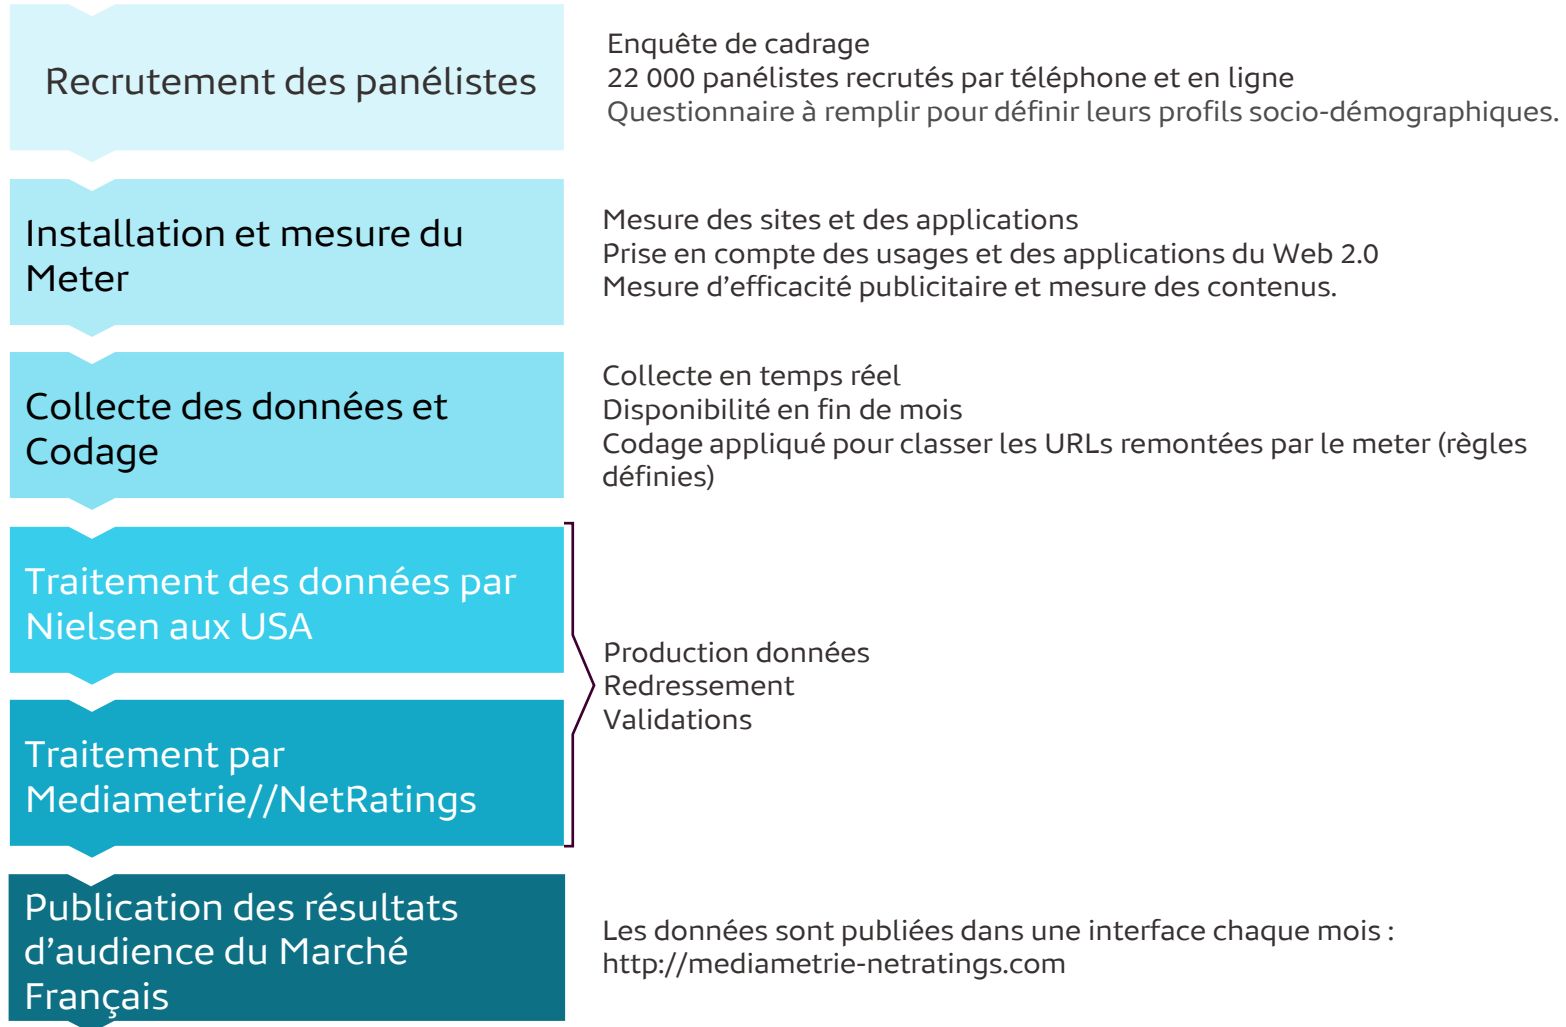 Recrutement des panélistes
Enquête de cadrage
22 000 panélistes recrutés par téléphone et en ligne
Questionnaire à remplir pour définir leurs profils socio-démographiques.
Installation et mesure du
Meter
Mesure des sites et des applications
Prise en compte des usages et des applications du Web 2.0
Mesure d’efficacité publicitaire et mesure des contenus.
Collecte des données et
Codage
Collecte en temps réel
Disponibilité en fin de mois
Codage appliqué pour classer les URLs remontées par le meter (règles
définies)
Traitement des données par
Nielsen aux USA
Traitement par
Mediametrie//NetRatings
Production données
Redressement
Validations
Publication des résultats
d’audience du Marché
Français
Les données sont publiées dans une interface chaque mois :
http://mediametrie-netratings.com